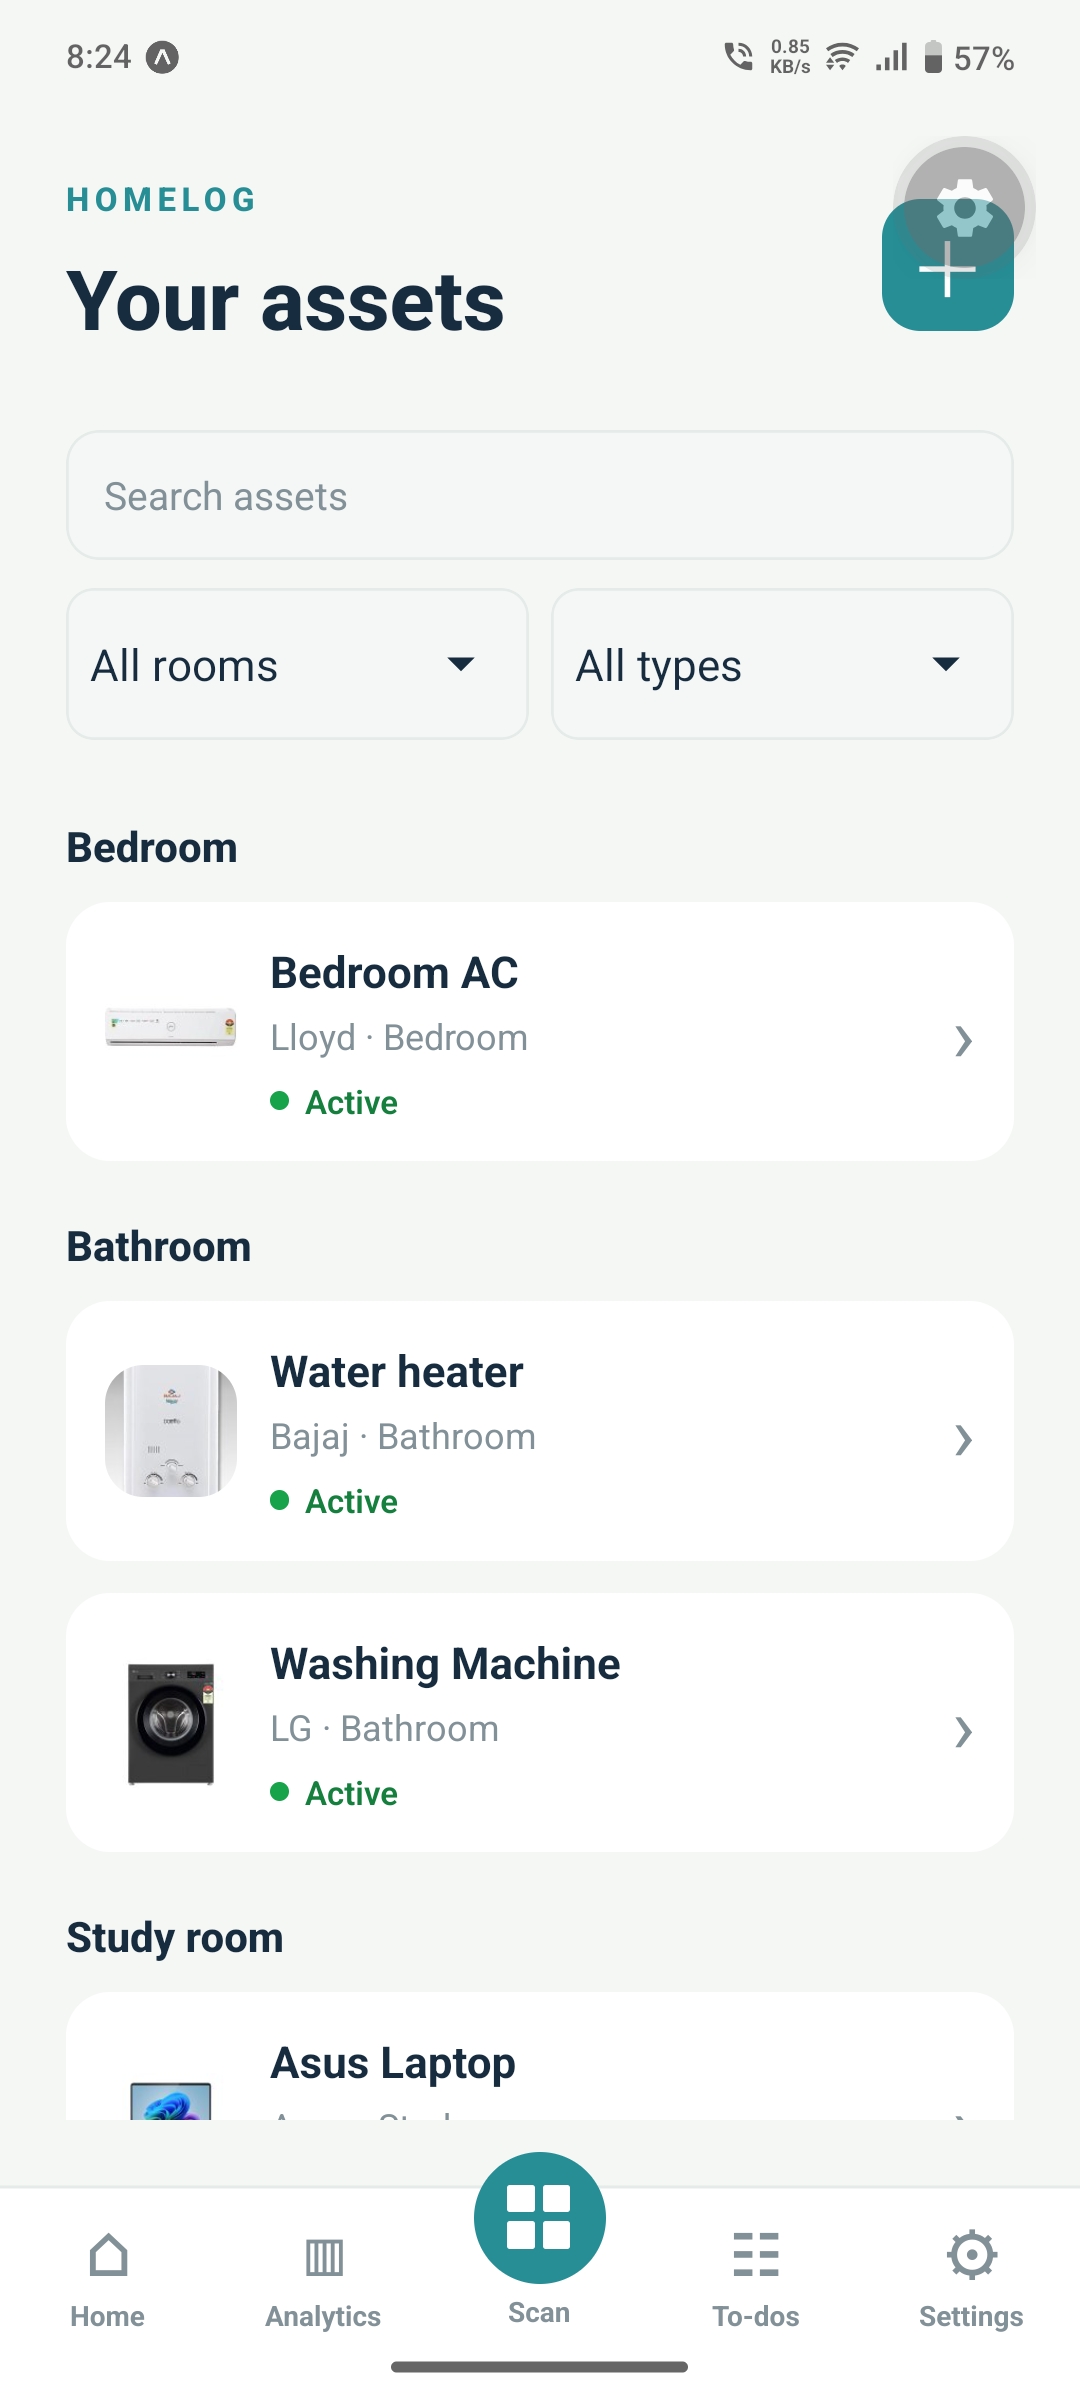 8:24
0.85
KB/s
57%
HOMELOG
Your assets
Search assets
All rooms
All types
Bedroom
Bedroom AC
Lloyd · Bedroom
Active
Bathroom
Water heater
Bajaj · Bathroom
Active
Washing Machine
LG · Bathroom
Active
Study room
Asus Laptop
Home
Analytics
Scan
To-dos
Settings